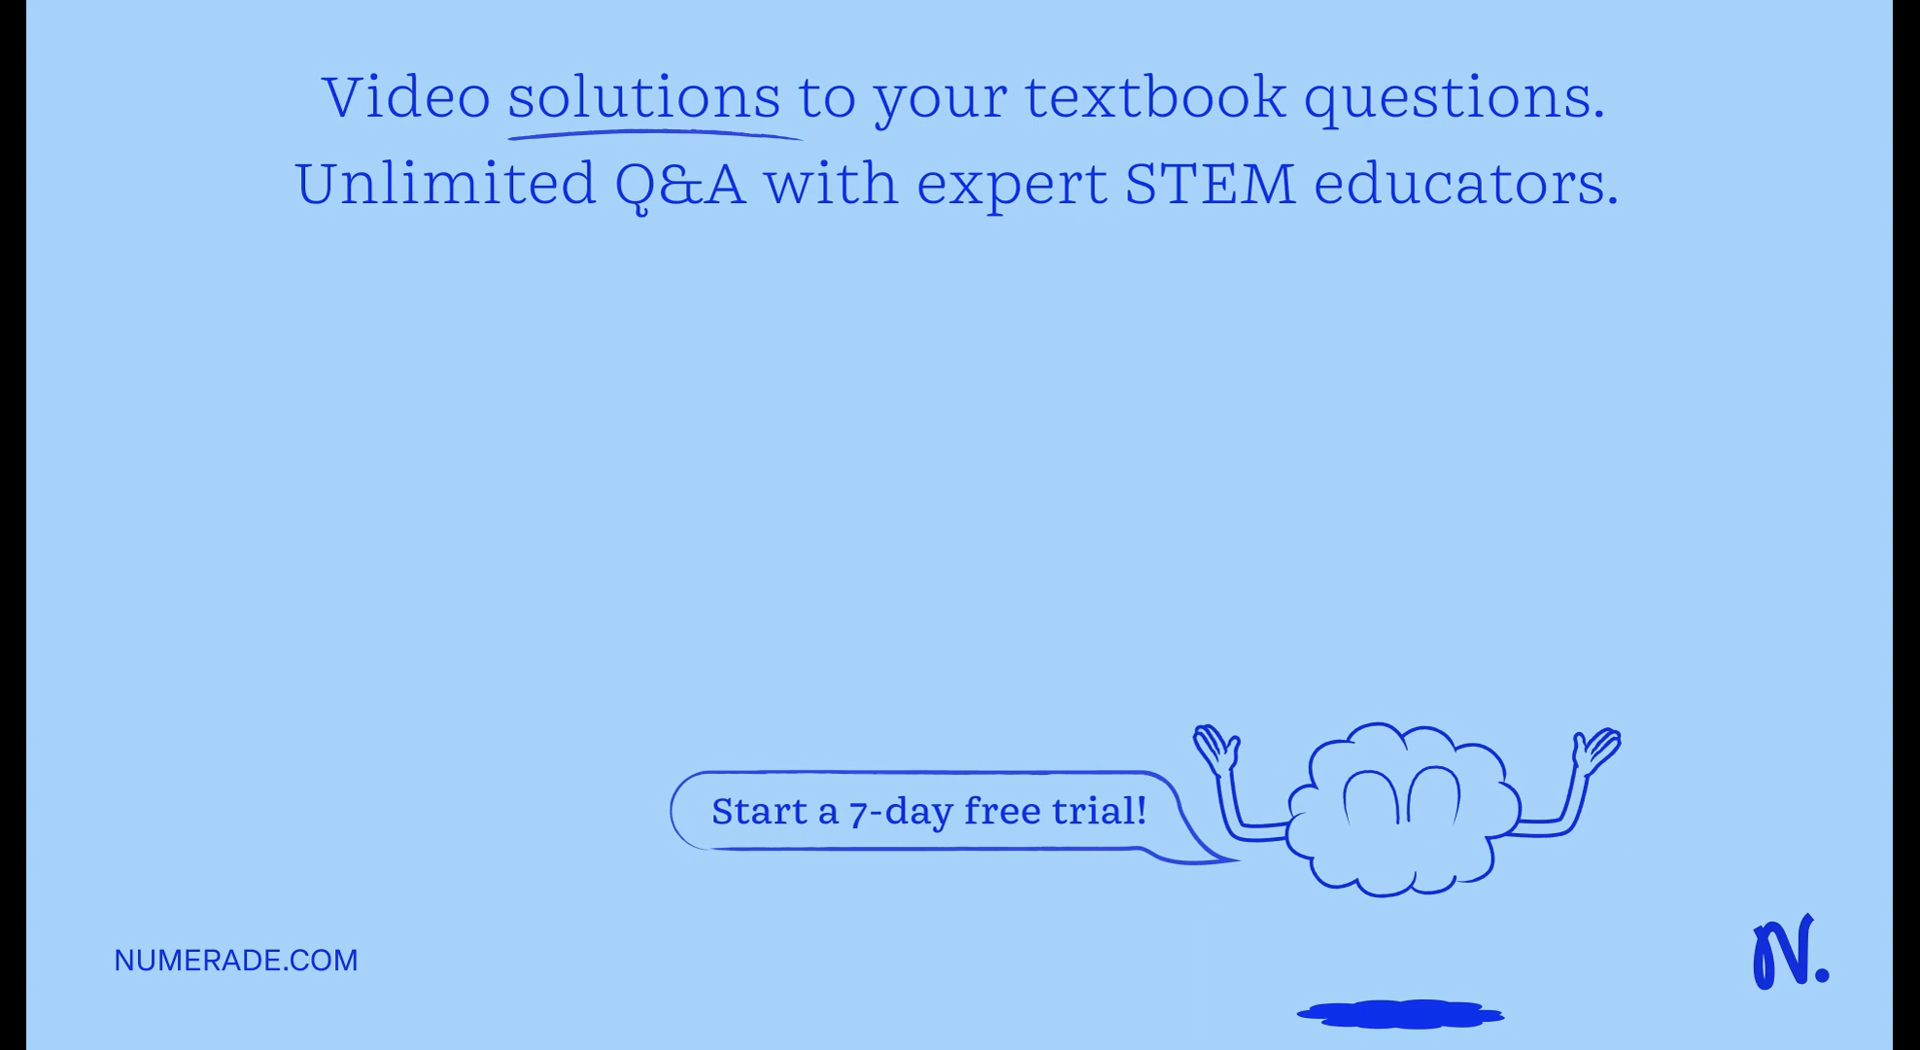 Video solutions to your textbook questions.
Unlimited Q&A with expert STEM educators.
Start a 7-day free trial!
NUMERADE.COM
N.